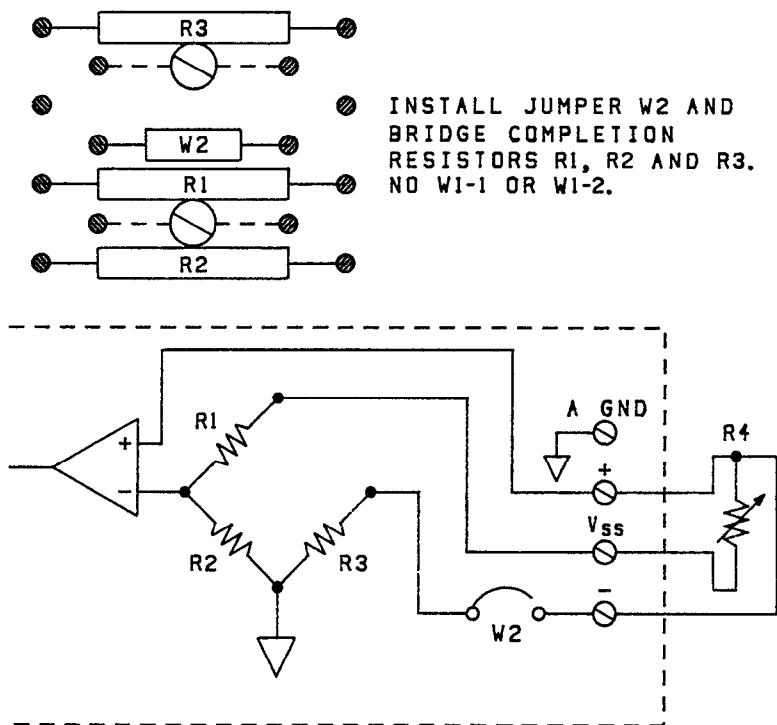 R3
INSTALL JUMPER W2 AND
BRIDGE COMPLETION
W2
RESISTORS R1, R2 AND R3.
R1
NO W1-1 OR W1-2.
R2
A GND
R4
R1
+
+
−
VSS
R2
R3
−
W2